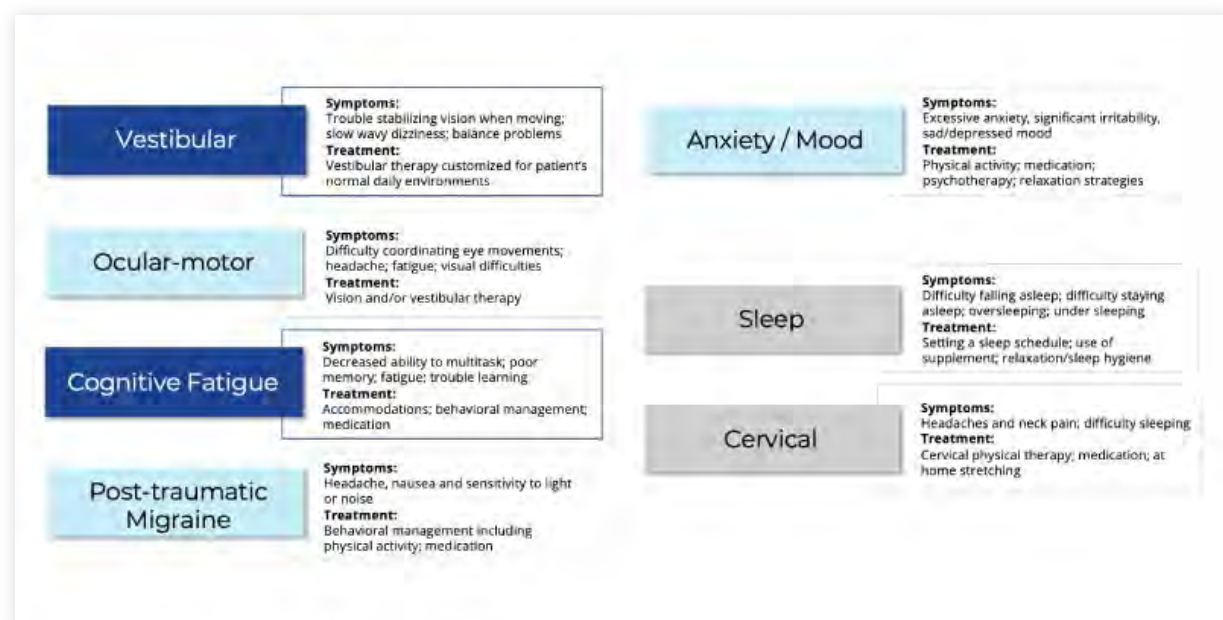 Vestibular
Symptoms:
Trouble stabilizing vision when moving;
slow wavy dizziness; balance problems
Treatment:
Vestibular therapy customized for patient's
normal daily environments
Ocular-motor
Symptoms:
Difficulty coordinating eye movements;
headache; fatigue; visual difficulties
Treatment:
Vision and/or vestibular therapy
Cognitive Fatigue
Symptoms:
Decreased ability to multitask; poor
memory; fatigue; trouble learning
Treatment:
Accommodations; behavioral management;
medication
Post-traumatic
Migraine
Symptoms:
Headache, nausea and sensitivity to light
or noise
Treatment:
Behavioral management including
physical activity; medication
Anxiety / Mood
Symptoms:
Excessive anxiety, significant irritability,
sad/depressed mood
Treatment:
Physical activity; medication;
psychotherapy; relaxation strategies
Sleep
Symptoms:
Difficulty falling asleep; difficulty staying
asleep; oversleeping; under sleeping
Treatment:
Setting a sleep schedule; use of
supplement; relaxation/sleep hygiene
Cervical
Symptoms:
Headaches and neck pain; difficulty sleeping
Treatment:
Cervical physical therapy; medication; at
home stretching